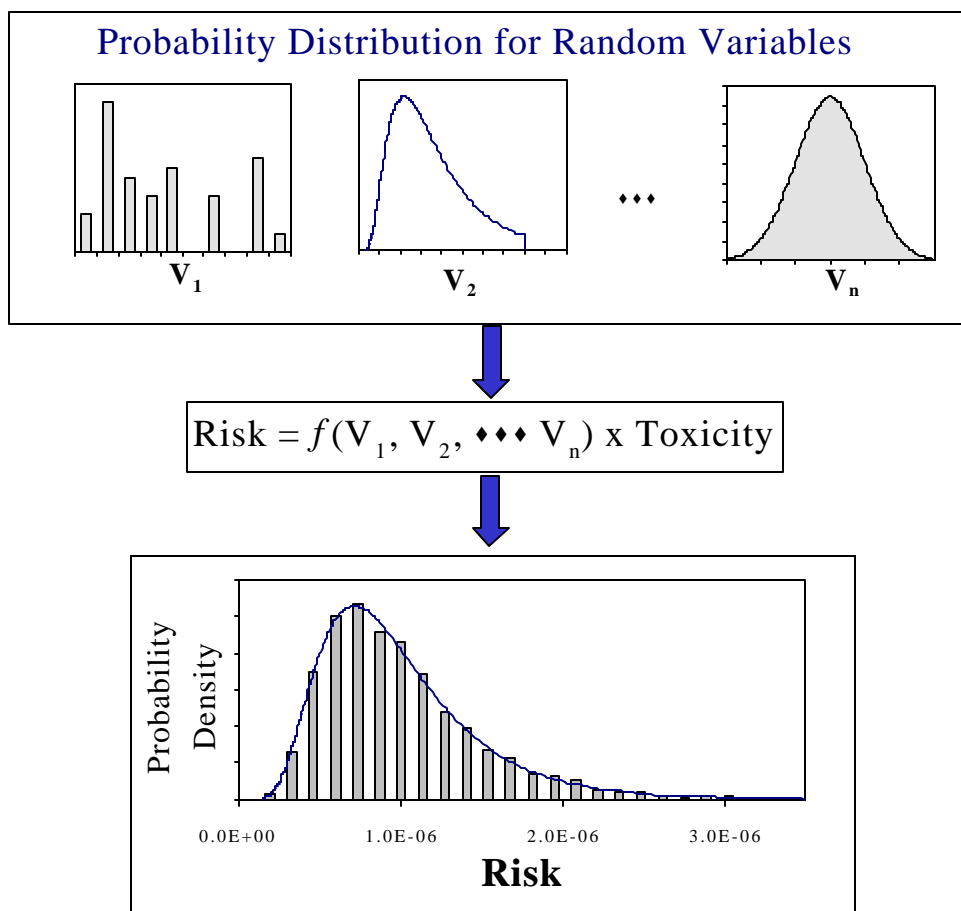 Probability Distribution for Random Variables
V₁
V₂
♦♦♦
Vₙ
Risk = f(V₁, V₂, ♦♦♦ Vₙ) x Toxicity
Probability
Density
0.0E+00 1.0E-06 2.0E-06 3.0E-06
Risk